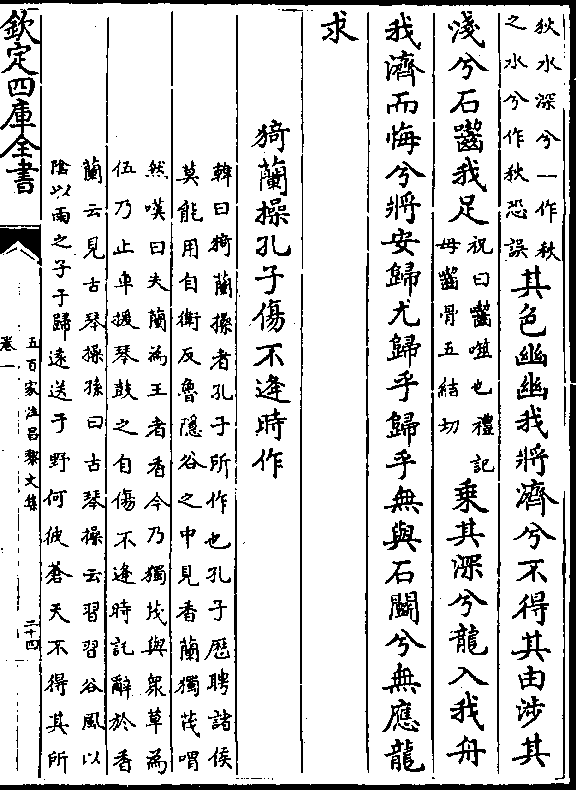 狄水深兮一作秋
之水兮作秋恐誤
其色幽幽我將濟兮不得其由涉其
淺兮石齧我足
祝曰齧噬也禮記
毋齧骨五結切
乗其深兮龍入我舟
我濟而悔兮將安歸尤歸乎歸乎無與石鬬兮無應龍
求
猗蘭操孔子傷不逢時作
韓曰猗蘭操者孔子所作也孔子歴聘諸侯
莫能用自衛反魯隱谷之中見香蘭獨茂喟
然嘆曰夫蘭為王者香今乃獨茂與衆草為
伍乃止車援琴鼓之自傷不逢時託辭於香
蘭云見古琴操孫曰古琴操云習習谷風以
隂以雨之子于歸逺送于野何彼蒼天不得其所
欽定四庫全書
五百家注昌黎文集
卷一
二十四